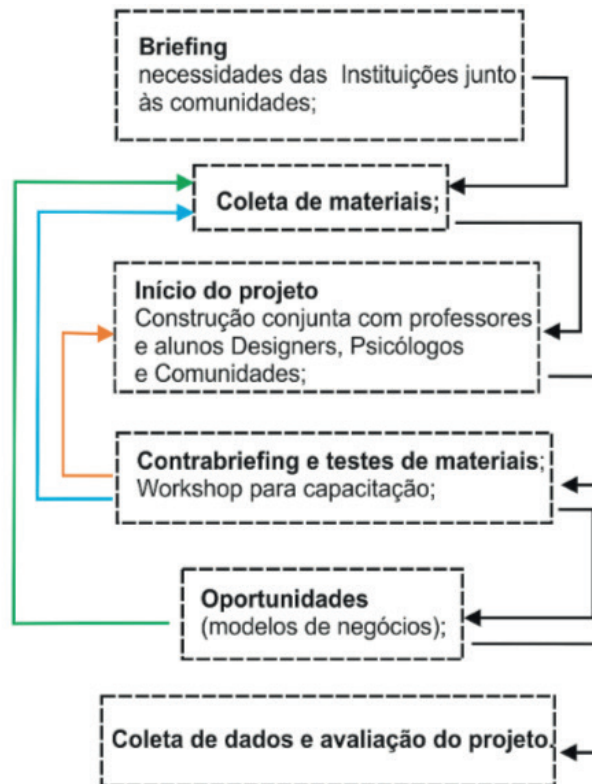 Briefing
necessidades das Instituições junto
às comunidades;
Coleta de materiais;
Início do projeto
Construção conjunta com professores
e alunos Designers, Psicólogos
e Comunidades;
Contrabriefing e testes de materiais;
Workshop para capacitação;
Oportunidades
(modelos de negócios);
Coleta de dados e avaliação do projeto.